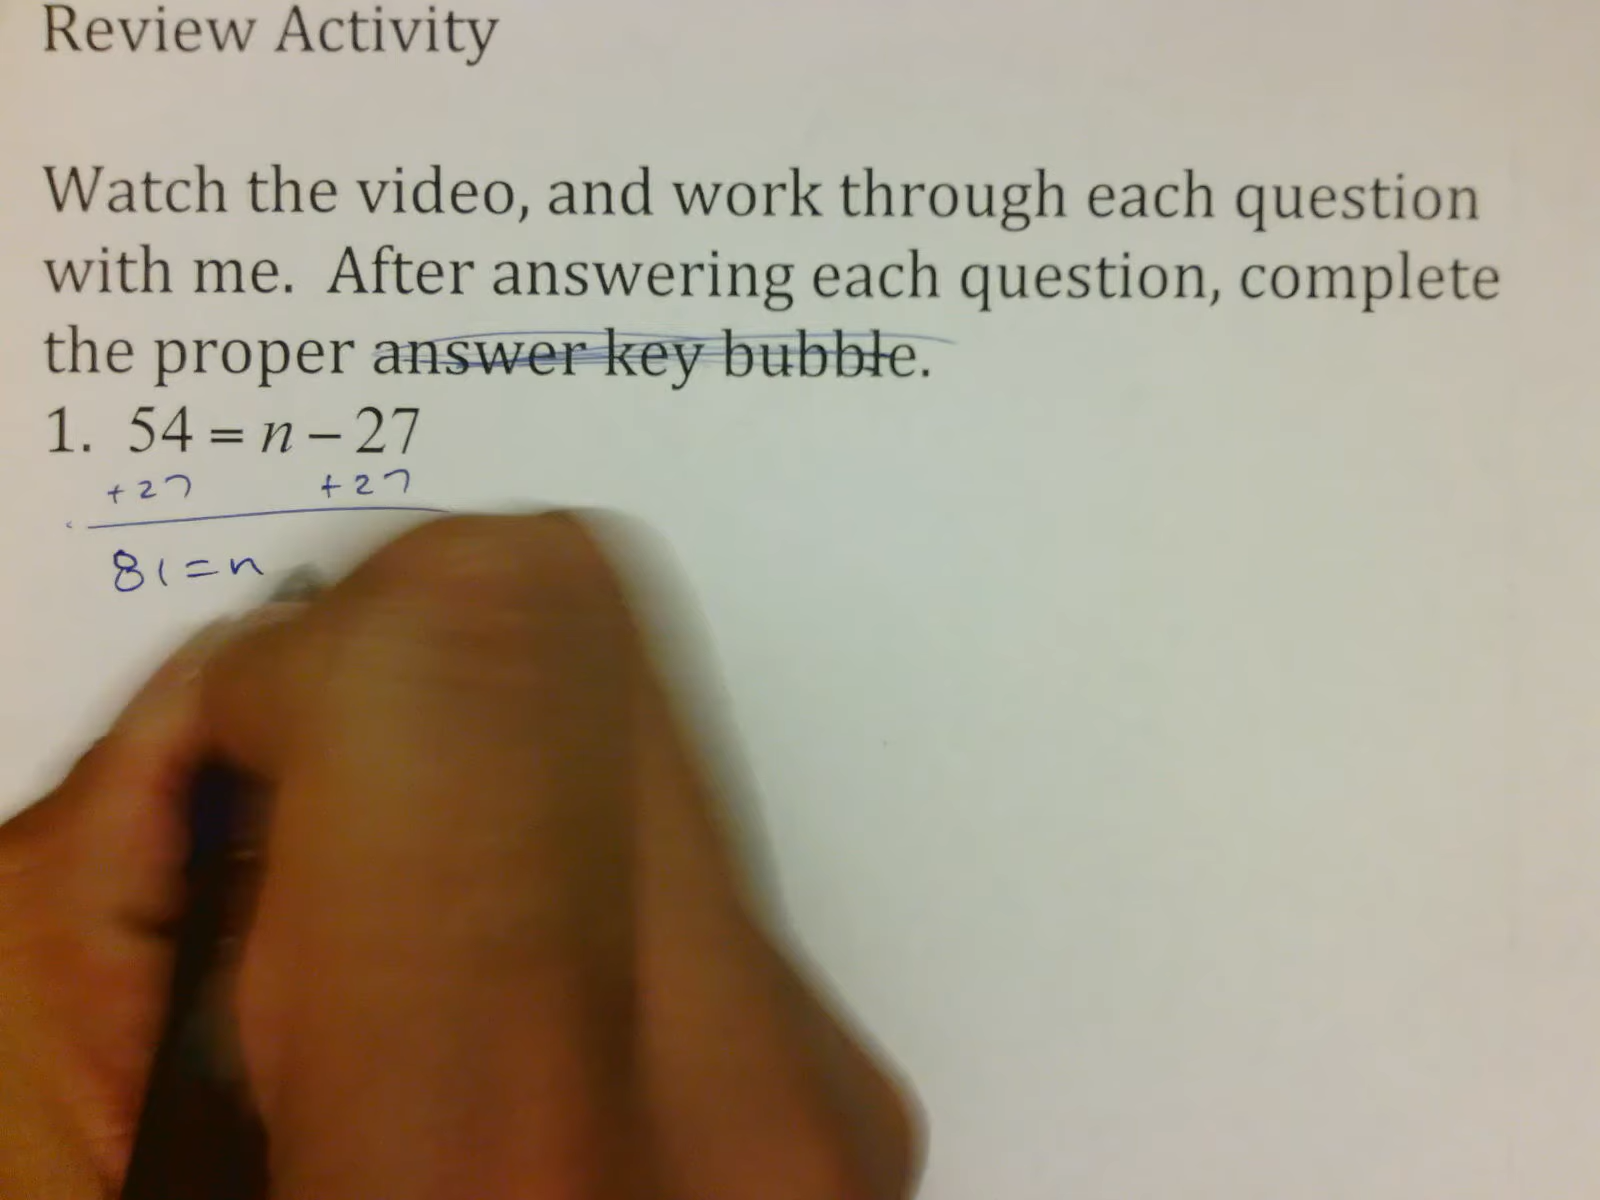 Review Activity
Watch the video, and work through each question
with me. After answering each question, complete
the proper answer key bubble.
1. 54 = n – 27
+27 +27
81=n